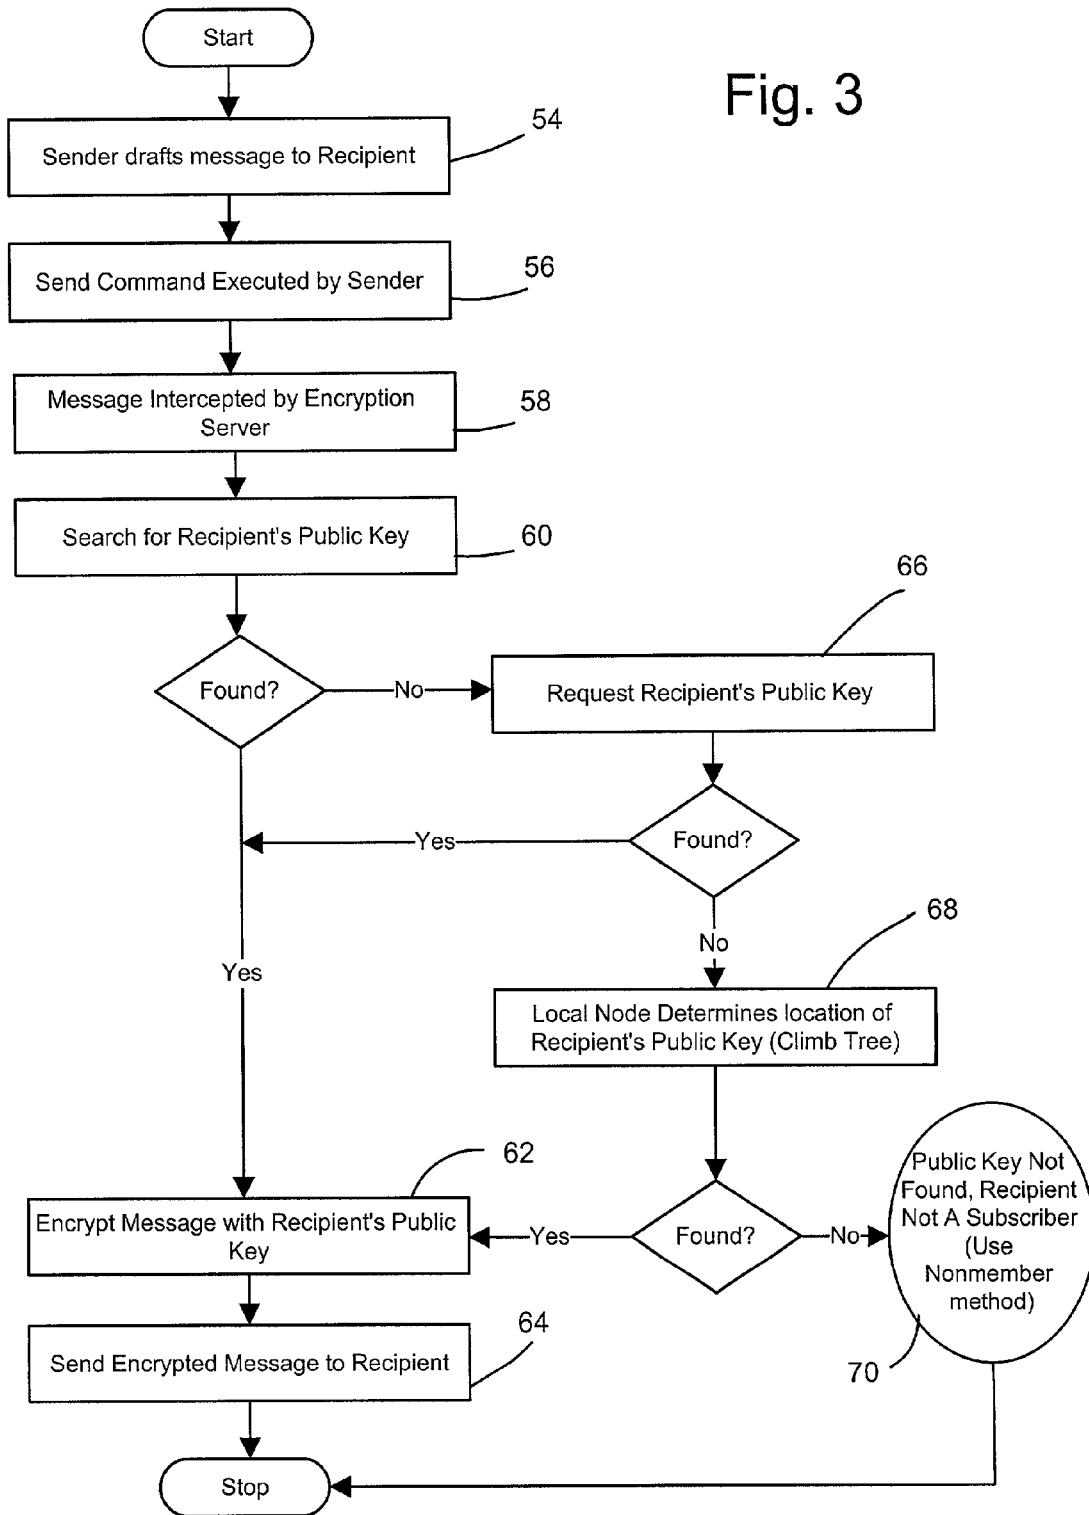 Start
Fig. 3
54
Sender drafts message to Recipient
56
Send Command Executed by Sender
58
Message Intercepted by Encryption
Server
60
Search for Recipient's Public Key
66
Found?
No
Request Recipient's Public Key
Yes
Found?
68
No
Yes
Local Node Determines location of
Recipient's Public Key (Climb Tree)
62
Encrypt Message with Recipient's Public
Key
Yes
Found?
No
Public Key Not
Found, Recipient
Not A Subscriber
(Use
Nonmember
method)
64
Send Encrypted Message to Recipient
70
Stop